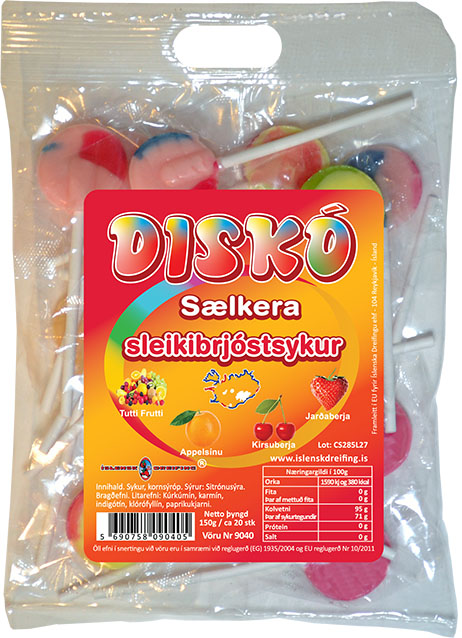 DISKÓ
Sælkera
sleikibrjóstsykur
Tutti Frutti
Jarðaberja
Appelsínu
Kirsuberja
Lot: CS285L27
www.islenskdreifing.is
ÍSLENSK DREIFING ®
Innihald. Sykur, kornsýróp. Sýrur: Sítrónusýra.
Bragðefni. Litarefni: Kúrkúmín, karmín,
indigótín, klórófýllín, paprikukjarni.
Næringargildi í 100g
Orka 1590 kj og 380 kcal
Fita 0 g
Þar af mettuð fita 0 g
Kolvetni 95 g
Þar af sykurtegundir 71 g
Prótein 0 g
Salt 0 g
5 690758 090405
Netto þyngd
150g / ca 20 stk
Vöru Nr 9040
Öll efni í snertingu við vöru eru í samræmi við reglugerð (EG) 1935/2004 og EU reglugerð Nr 10/2011
Framleitt í EU fyrir Íslenska Dreifingu ehf - 104 Reykjavík - Ísland